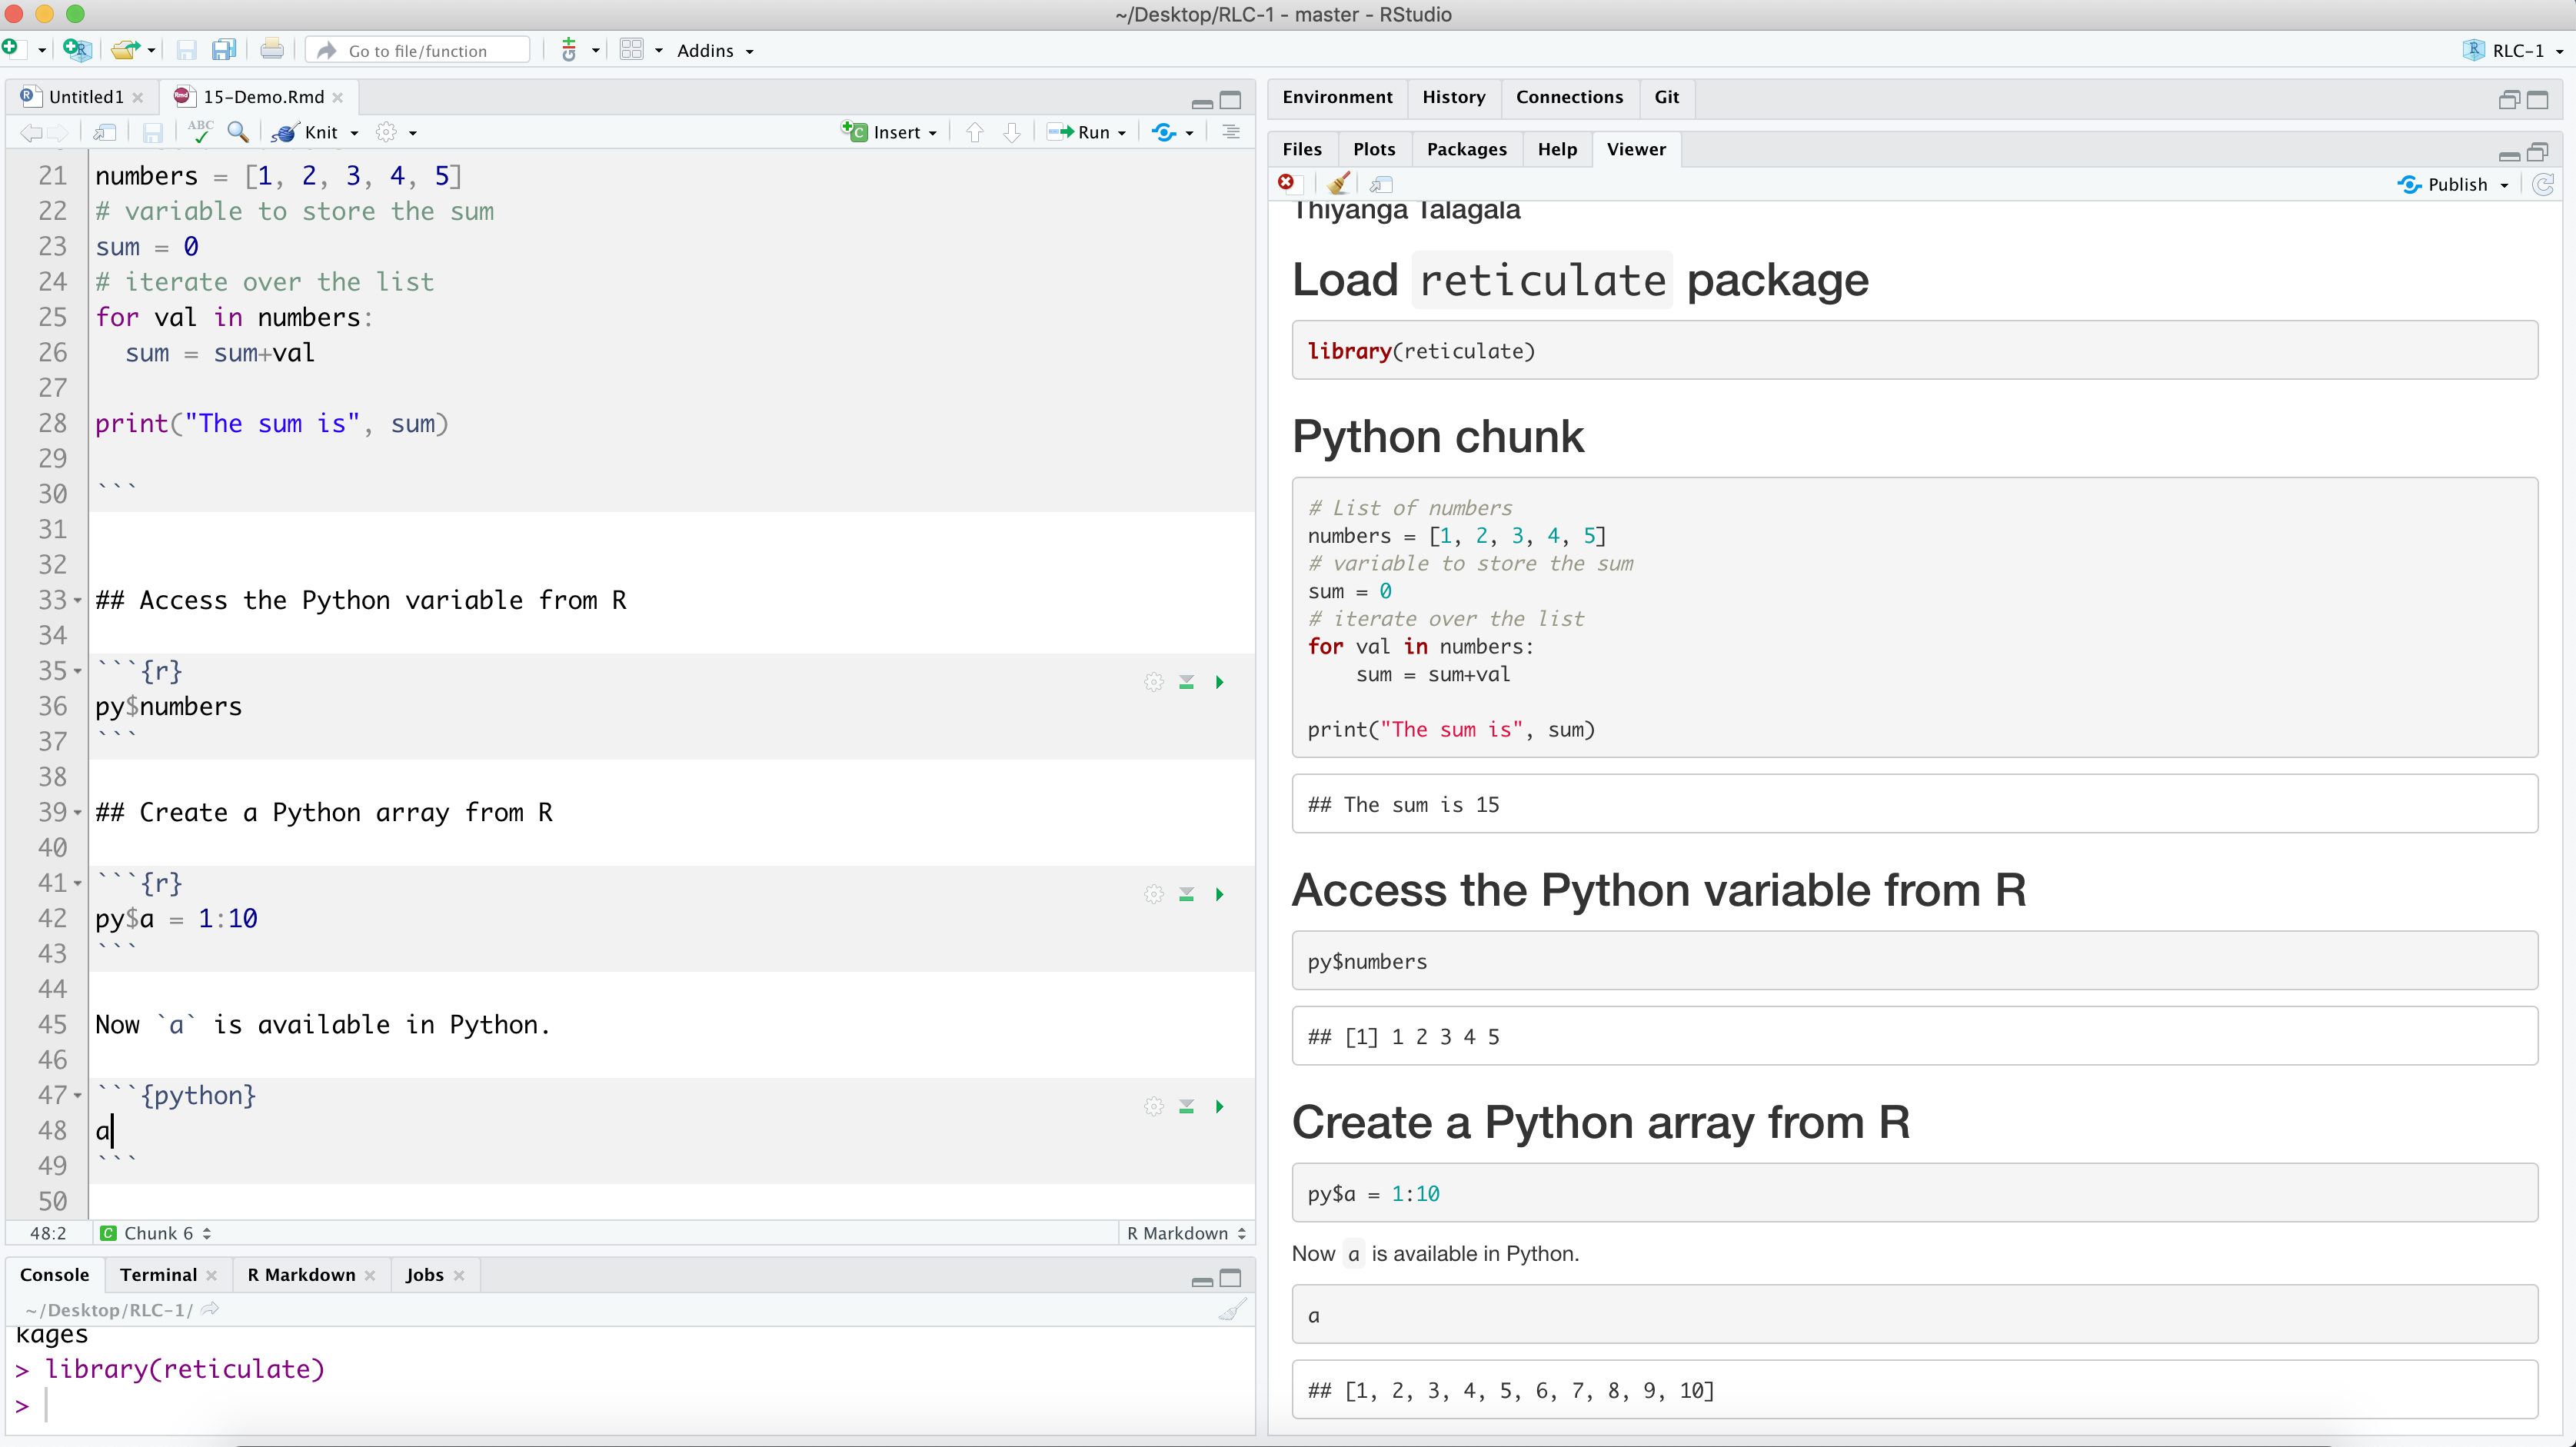 ~/Desktop/RLC-1 - master - RStudio
Go to file/function
Addins
RLC-1
Untitled1
15-Demo.Rmd
ABC
Knit
Insert
Run
21 numbers = [1, 2, 3, 4, 5]
22 # variable to store the sum
23 sum = 0
24 # iterate over the list
25 for val in numbers:
26   sum = sum+val
27
28 print("The sum is", sum)
29
30 ```
31
32
33 ## Access the Python variable from R
34
35 ```{r}
36 py$numbers
37 ```
38
39 ## Create a Python array from R
40
41 ```{r}
42 py$a = 1:10
43 ```
44
45 Now `a` is available in Python.
46
47 ```{python}
48 a
49 ```
50
48:2 C Chunk 6 R Markdown
Console Terminal R Markdown Jobs
~/Desktop/RLC-1/
kages
> library(reticulate)
>
Environment History Connections Git
Files Plots Packages Help Viewer
Publish
Thiyanga Talagala
Load reticulate package
library(reticulate)
Python chunk
# List of numbers
numbers = [1, 2, 3, 4, 5]
# variable to store the sum
sum = 0
# iterate over the list
for val in numbers:
    sum = sum+val
print("The sum is", sum)
## The sum is 15
Access the Python variable from R
py$numbers
## [1] 1 2 3 4 5
Create a Python array from R
py$a = 1:10
Now a is available in Python.
a
## [1, 2, 3, 4, 5, 6, 7, 8, 9, 10]